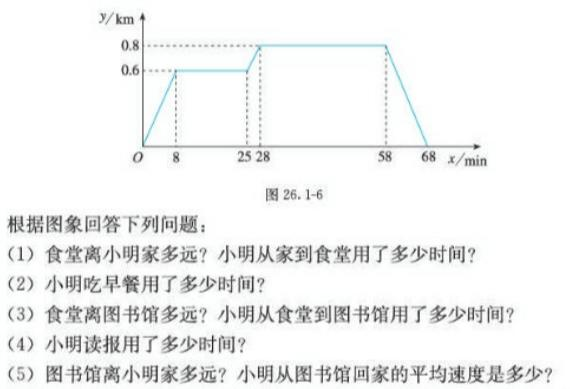 y/km
0.8
0.6
O 8 25 28 58 68 x/min
图 26.1-6
根据图象回答下列问题：
（1）食堂离小明家多远？小明从家到食堂用了多少时间？
（2）小明吃早餐用了多少时间？
（3）食堂离图书馆多远？小明从食堂到图书馆用了多少时间？
（4）小明读报用了多少时间？
（5）图书馆离小明家多远？小明从图书馆回家的平均速度是多少？